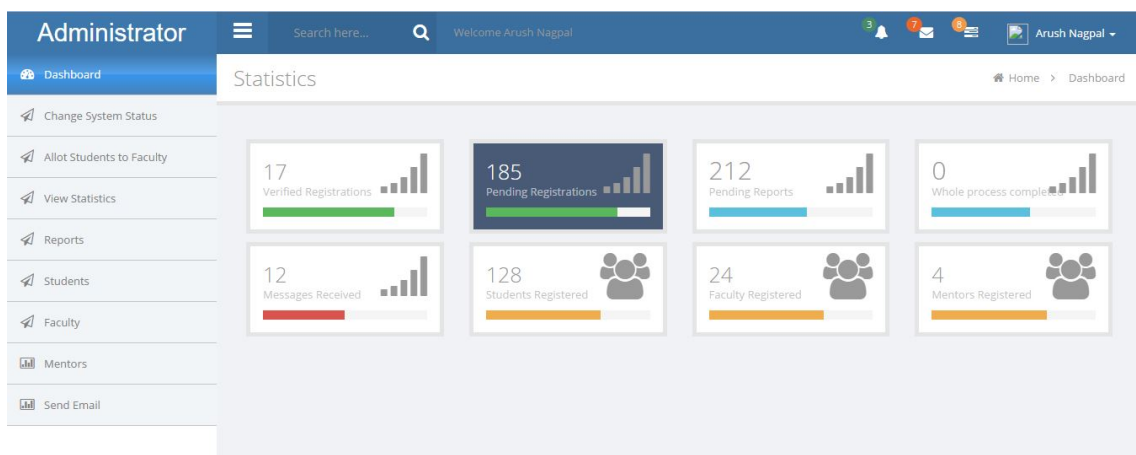 Administrator
Search here...
Welcome Arush Nagpal
3
7
8
Arush Nagpal
Dashboard
Change System Status
Allot Students to Faculty
View Statistics
Reports
Students
Faculty
Mentors
Send Email
Statistics
Home > Dashboard
17
Verified Registrations
185
Pending Registrations
212
Pending Reports
0
Whole process completed
12
Messages Received
128
Students Registered
24
Faculty Registered
4
Mentors Registered